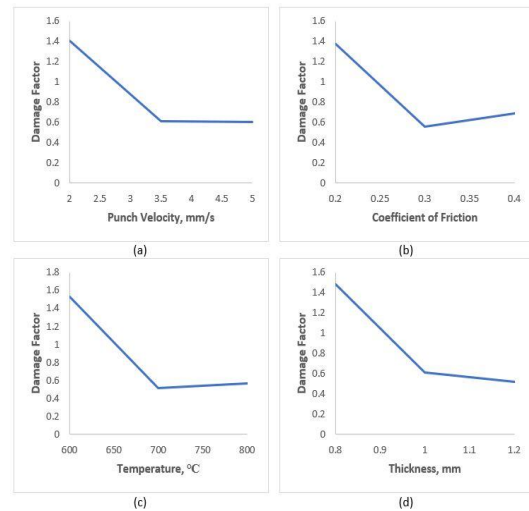 1.6
1.4
1.2
1
0.8
0.6
0.4
0.2
0
Damage Factor
2 2.5 3 3.5 4 4.5 5
Punch Velocity, mm/s
(a)
1.6
1.4
1.2
1
0.8
0.6
0.4
0.2
0
Damage Factor
0.2 0.25 0.3 0.35 0.4
Coefficient of Friction
(b)
1.8
1.6
1.4
1.2
1
0.8
0.6
0.4
0.2
0
Damage Factor
600 650 700 750 800
Temperature, °C
(c)
1.6
1.4
1.2
1
0.8
0.6
0.4
0.2
0
Damage Factor
0.8 0.9 1 1.1 1.2
Thickness, mm
(d)